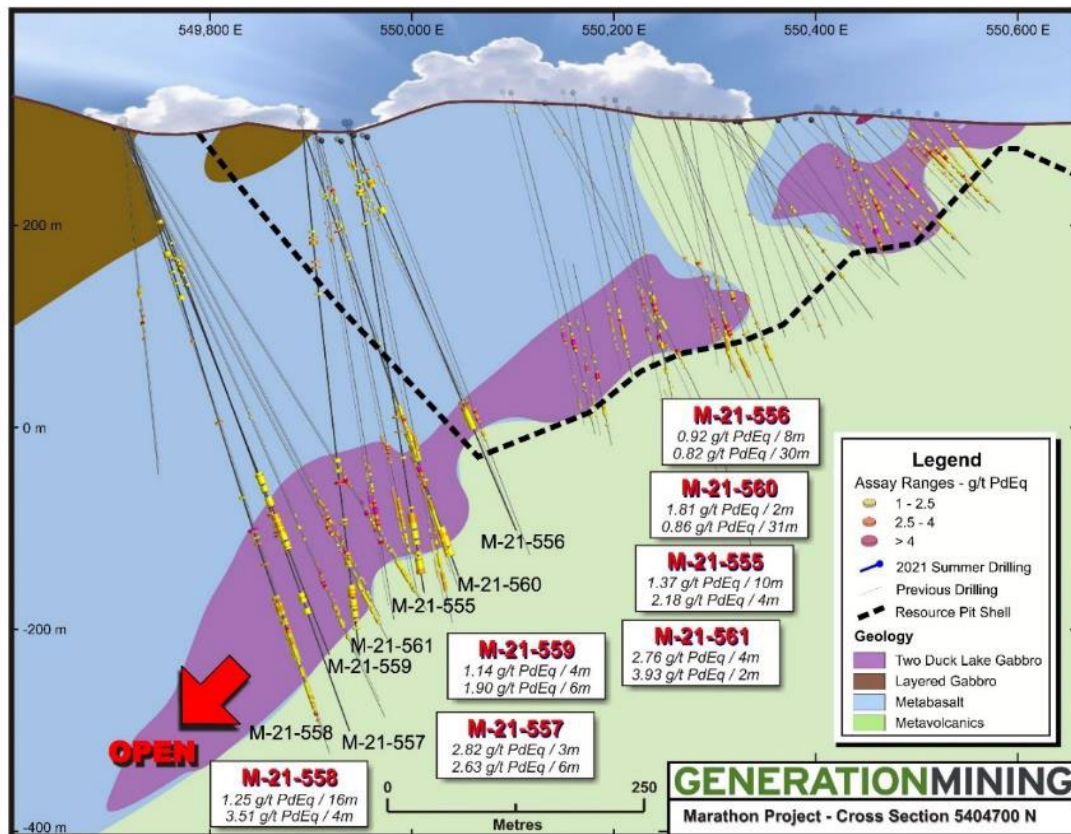 549,800 E
550,000 E
550,200 E
550,400 E
550,600 E
200 m
0 m
-200 m
-400 m
M-21-556
M-21-560
M-21-555
M-21-561
M-21-559
M-21-557
M-21-558
OPEN
M-21-556
0.92 g/t PdEq / 8m
0.82 g/t PdEq / 30m
M-21-560
1.81 g/t PdEq / 2m
0.86 g/t PdEq / 31m
M-21-555
1.37 g/t PdEq / 10m
2.18 g/t PdEq / 4m
M-21-561
2.76 g/t PdEq / 4m
3.93 g/t PdEq / 2m
M-21-559
1.14 g/t PdEq / 4m
1.90 g/t PdEq / 6m
M-21-557
2.82 g/t PdEq / 3m
2.63 g/t PdEq / 6m
M-21-558
1.25 g/t PdEq / 16m
3.51 g/t PdEq / 4m
0
250
Metres
Legend
Assay Ranges - g/t PdEq
1 - 2.5
2.5 - 4
> 4
2021 Summer Drilling
Previous Drilling
Resource Pit Shell
Geology
Two Duck Lake Gabbro
Layered Gabbro
Metabasalt
Metavolcanics
GENERATIONMINING
Marathon Project - Cross Section 5404700 N